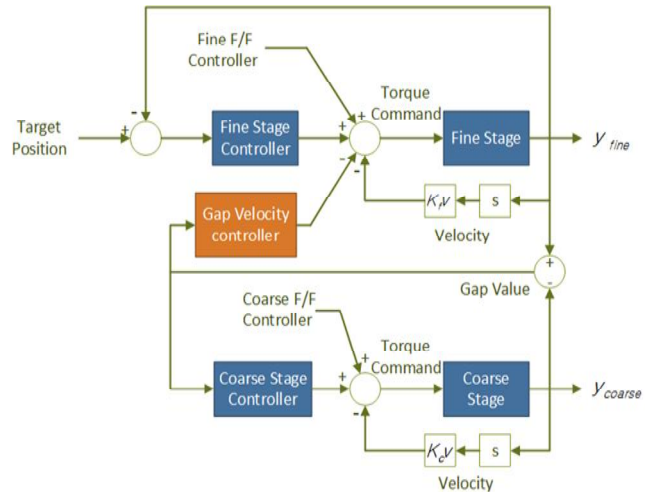 Fine F/F
Controller
Torque
Command
Target
Position
Fine Stage
Controller
Fine Stage
y fine
Gap Velocity
controller
KfV
s
Velocity
Gap Value
Coarse F/F
Controller
Torque
Command
Coarse Stage
Controller
Coarse
Stage
ycoarse
KcV
s
Velocity